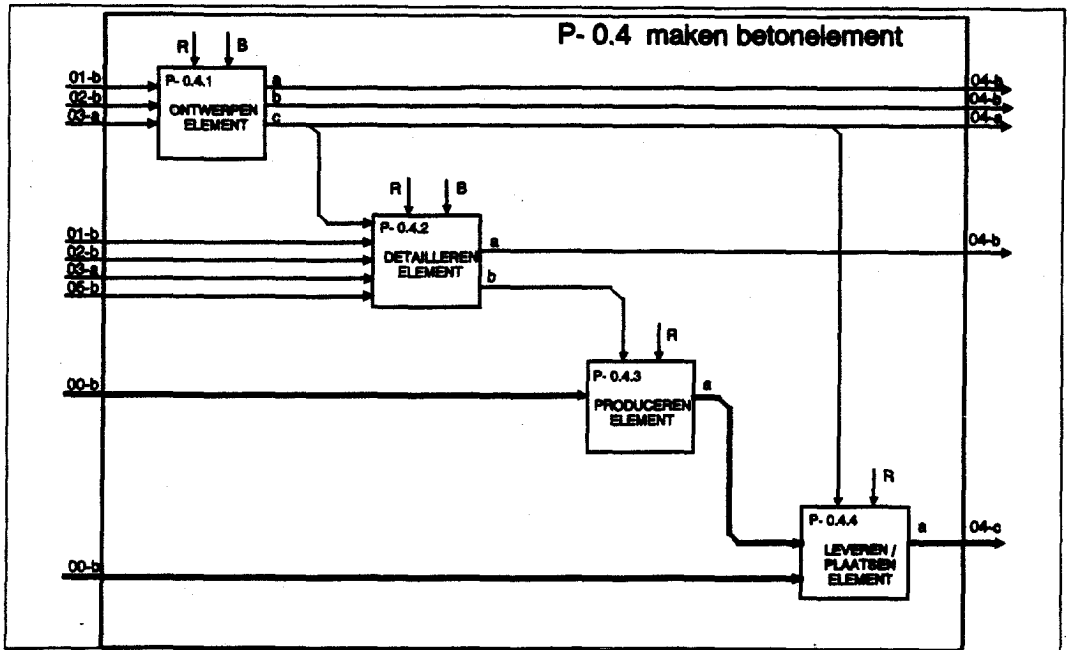 P- 0.4 maken betonelement
R B
01-b
02-b
03-a
P- 0.4.1
ONTWERPEN
ELEMENT
a
b
c
04-b
04-b
04-a
R B
01-b
02-b
03-a
05-b
P- 0.4.2
DETAILLEREN
ELEMENT
a
b
04-b
R
00-b
P- 0.4.3
PRODUCEREN
ELEMENT
a
R
00-b
P- 0.4.4
LEVEREN /
PLAATSEN
ELEMENT
a
04-c